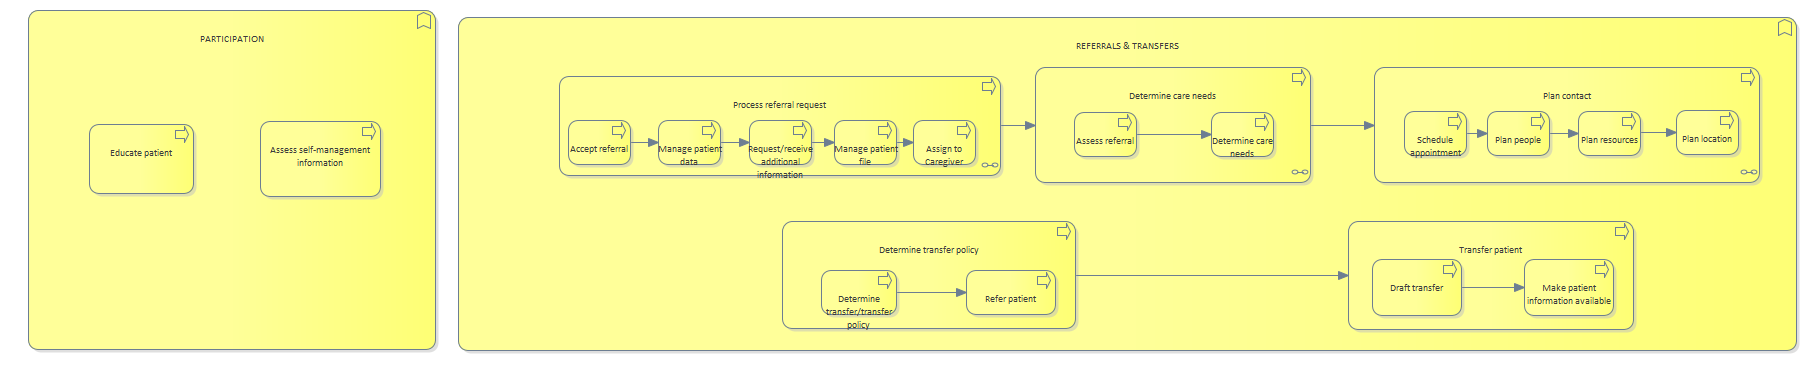 PARTICIPATION
Educate patient
Assess self-management
information
REFERRALS & TRANSFERS
Process referral request
Accept referral
Manage patient
data
Request/receive
additional
information
Manage patient
file
Assign to
Caregiver
Determine care needs
Assess referral
Determine care
needs
Plan contact
Schedule
appointment
Plan people
Plan resources
Plan location
Determine transfer policy
Determine
transfer/transfer
policy
Refer patient
Transfer patient
Draft transfer
Make patient
information available